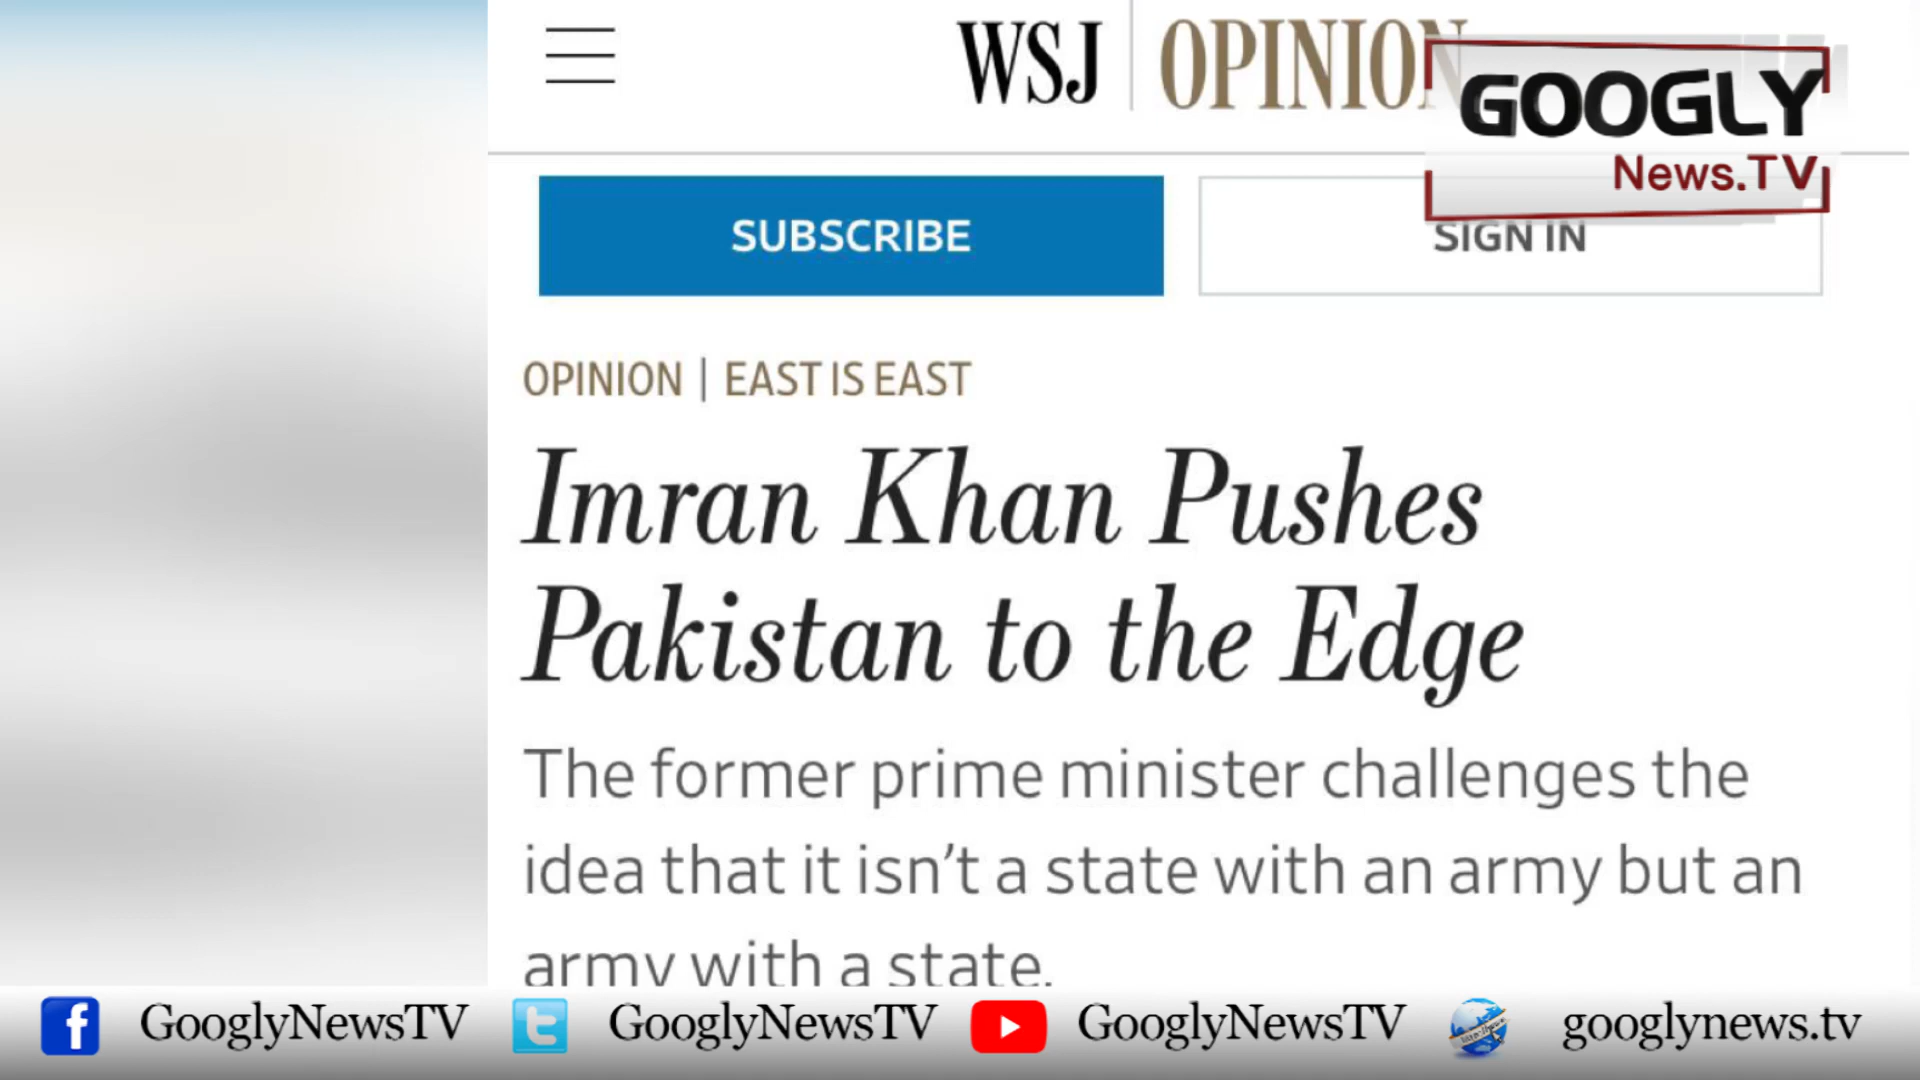 WSJ | OPINION
GOOGLY
News.TV
SUBSCRIBE
SIGN IN
OPINION | EAST IS EAST
Imran Khan Pushes
Pakistan to the Edge
The former prime minister challenges the
idea that it isn't a state with an army but an
army with a state.
GooglyNewsTV GooglyNewsTV GooglyNewsTV googlynews.tv